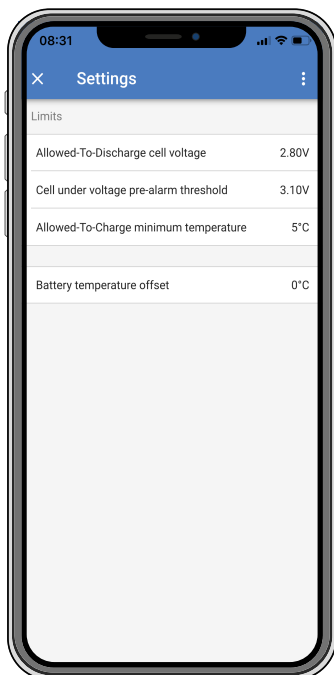 08:31
Settings
Limits
Allowed-To-Discharge cell voltage 2.80V
Cell under voltage pre-alarm threshold 3.10V
Allowed-To-Charge minimum temperature 5°C
Battery temperature offset 0°C